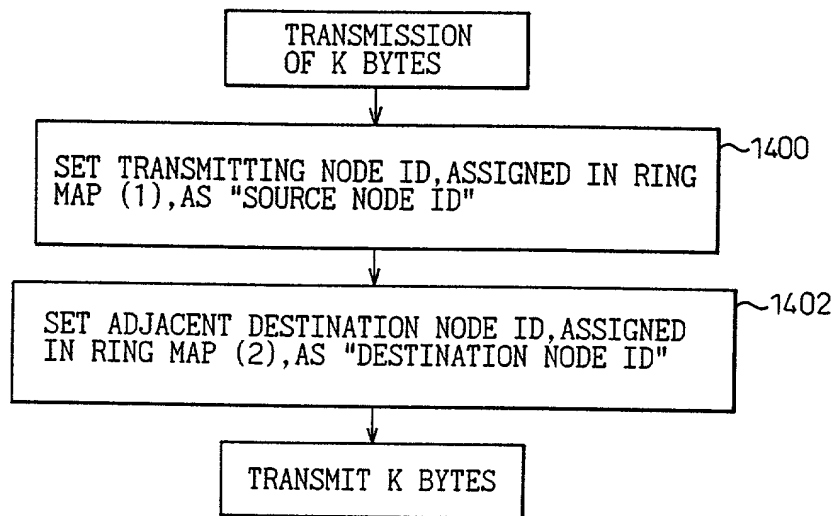 TRANSMISSION
OF K BYTES
1400
SET TRANSMITTING NODE ID,ASSIGNED IN RING
MAP (1),AS "SOURCE NODE ID"
1402
SET ADJACENT DESTINATION NODE ID,ASSIGNED
IN RING MAP (2),AS "DESTINATION NODE ID"
TRANSMIT K BYTES